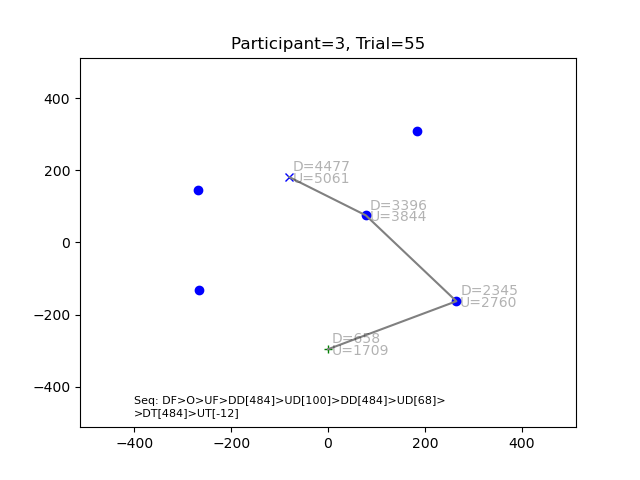 Participant=3, Trial=55
400
200
0
−200
−400
D=4477
U=5061
D=3396
U=3844
D=2345
U=2760
D=658
U=1709
Seq: DF>O>UF>DD[484]>UD[100]>DD[484]>UD[68]>
>DT[484]>UT[-12]
−400 −200 0 200 400